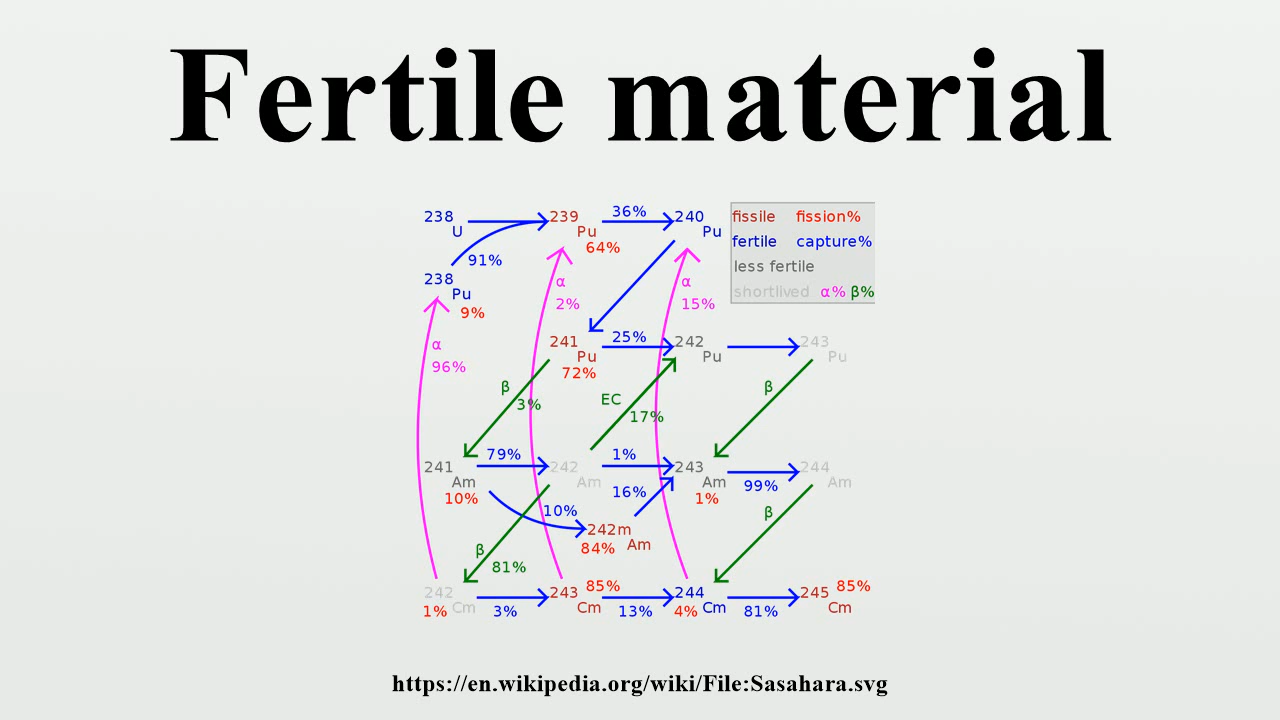 Fertile material
238 U
239 Pu 64%
36%
240 Pu
fissile fission%
fertile capture%
less fertile
shortlived α% β%
91%
238 Pu 9%
α 2%
α 15%
α 96%
241 Pu 72%
25%
242 Pu
243 Pu
β 3%
EC 17%
β
241 Am 10%
79%
242 Am
1%
243 Am 1%
99%
244 Am
16%
10%
242m Am 84%
β
β 81%
242 Cm 1%
3%
243 Cm 85%
13%
244 Cm 4%
81%
245 Cm 85%
https://en.wikipedia.org/wiki/File:Sasahara.svg